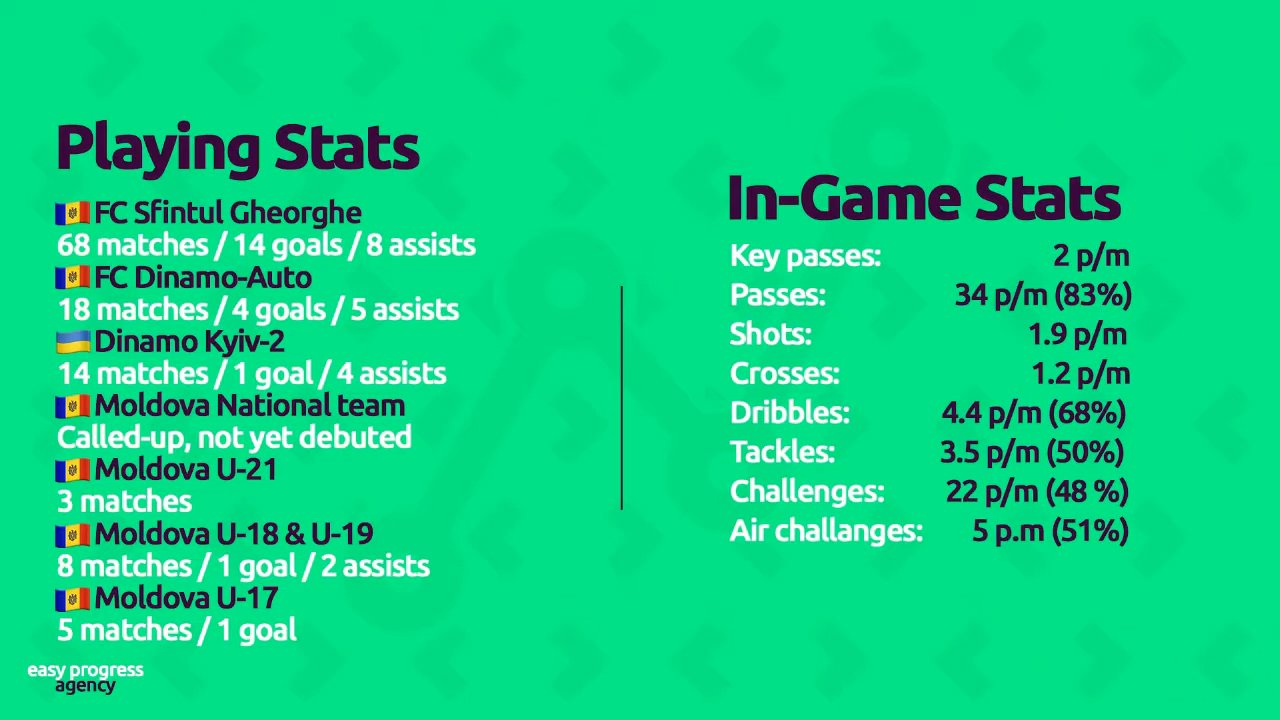 Playing Stats
FC Sfintul Gheorghe
68 matches / 14 goals / 8 assists
FC Dinamo-Auto
18 matches / 4 goals / 5 assists
Dinamo Kyiv-2
14 matches / 1 goal / 4 assists
Moldova National team
Called-up, not yet debuted
Moldova U-21
3 matches
Moldova U-18 & U-19
8 matches / 1 goal / 2 assists
Moldova U-17
5 matches / 1 goal
easy progress
agency
In-Game Stats
Key passes: 2 p/m
Passes: 34 p/m (83%)
Shots: 1.9 p/m
Crosses: 1.2 p/m
Dribbles: 4.4 p/m (68%)
Tackles: 3.5 p/m (50%)
Challenges: 22 p/m (48 %)
Air challanges: 5 p.m (51%)